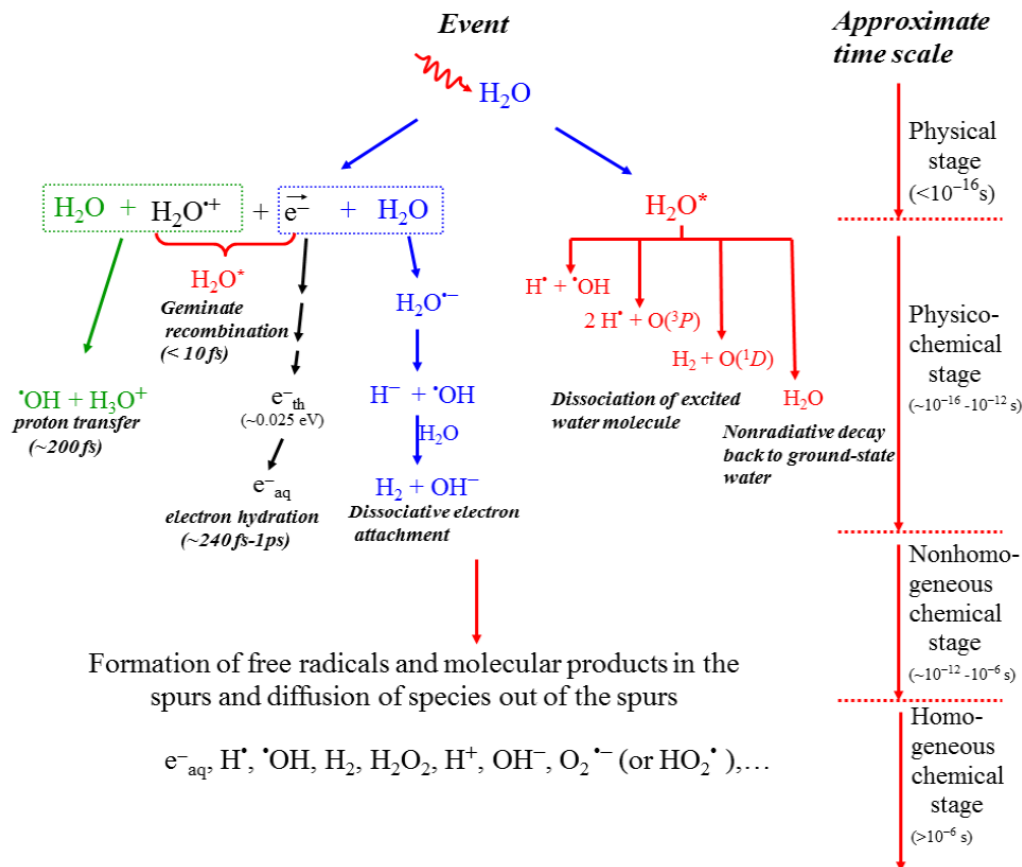 Event
Approximate
time scale
H₂O
Physical
stage
(<10⁻¹⁶s)
H₂O + H₂O•⁺ + e⁻ + H₂O
H₂O*
H₂O*
Geminate
recombination
(< 10 fs)
•OH + H₃O⁺
proton transfer
(~200 fs)
e⁻th
(~0.025 eV)
e⁻aq
electron hydration
(~240 fs-1ps)
H₂O•⁻
H⁻ + •OH
H₂O
H₂ + OH⁻
Dissociative electron
attachment
H• + •OH
2 H• + O(³P)
H₂ + O(¹D)
H₂O
Dissociation of excited
water molecule
Nonradiative decay
back to ground-state
water
Physico-
chemical
stage
(~10⁻¹⁶ -10⁻¹² s)
Nonhomo-
geneous
chemical
stage
(~10⁻¹² -10⁻⁶ s)
Formation of free radicals and molecular products in the
spurs and diffusion of species out of the spurs
e⁻aq, H•, •OH, H₂, H₂O₂, H⁺, OH⁻, O₂•⁻ (or HO₂• ),…
Homo-
geneous
chemical
stage
(>10⁻⁶ s)